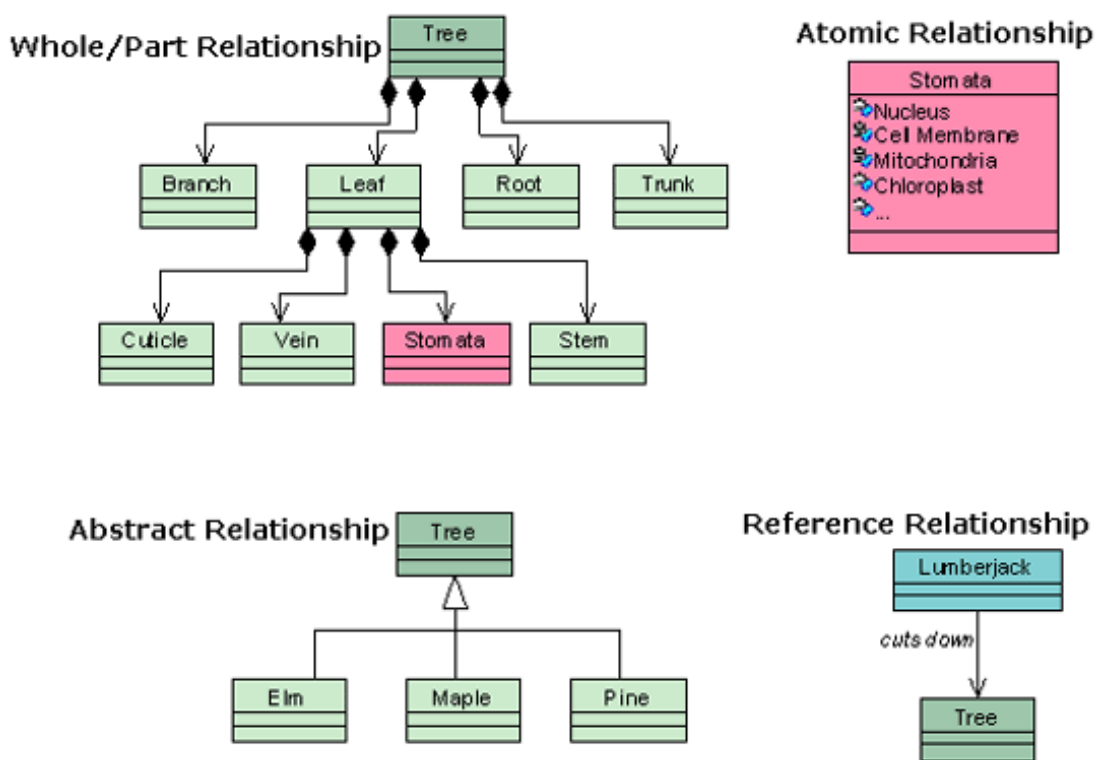 Whole/Part Relationship
Tree
Branch
Leaf
Root
Trunk
Cuticle
Vein
Stomata
Stem
Atomic Relationship
Stomata
Nucleus
Cell Membrane
Mitochondria
Chloroplast
...
Abstract Relationship
Tree
Elm
Maple
Pine
Reference Relationship
Lumberjack
cuts down
Tree